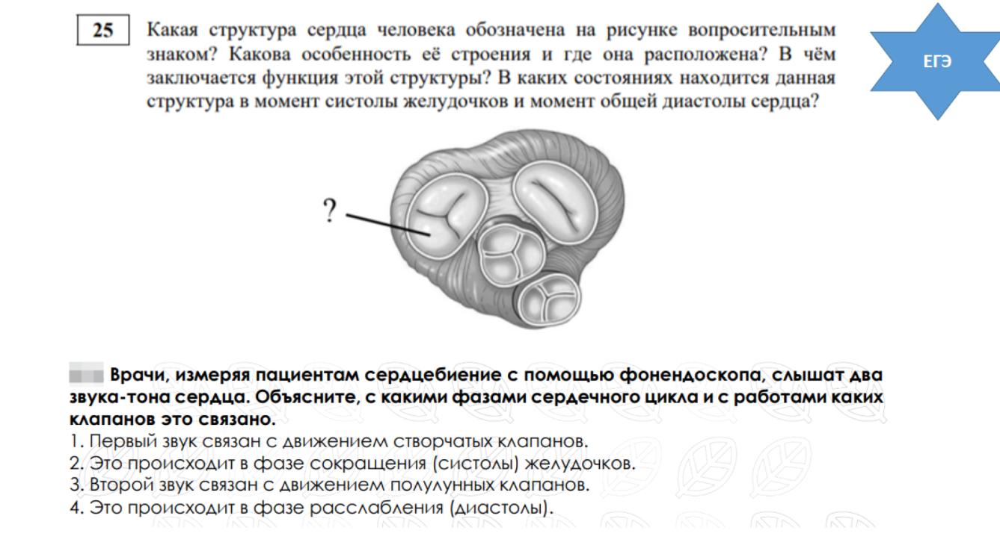 25 Какая структура сердца человека обозначена на рисунке вопросительным
знаком? Какова особенность её строения и где она расположена? В чём
заключается функция этой структуры? В каких состояниях находится данная
структура в момент систолы желудочков и момент общей диастолы сердца?
ЕГЭ
?
Врачи, измеряя пациентам сердцебиение с помощью фонендоскопа, слышат два
звука-тона сердца. Объясните, с какими фазами сердечного цикла и с работами каких
клапанов это связано.
1. Первый звук связан с движением створчатых клапанов.
2. Это происходит в фазе сокращения (систолы) желудочков.
3. Второй звук связан с движением полулунных клапанов.
4. Это происходит в фазе расслабления (диастолы).